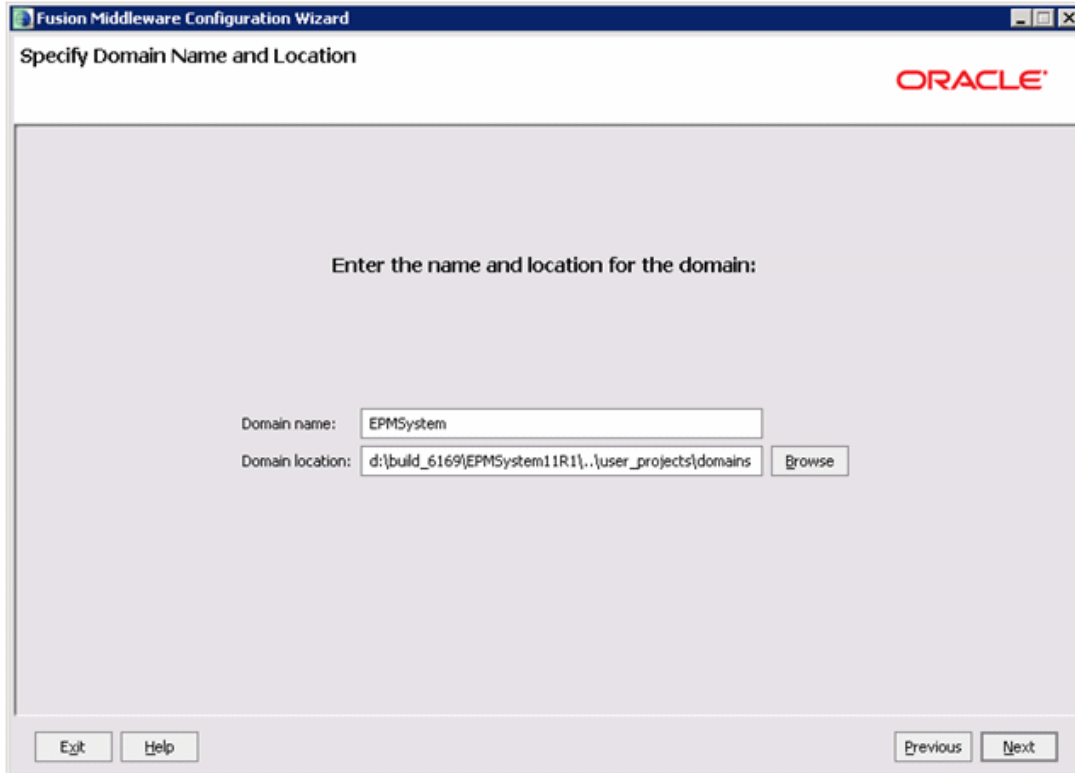 Fusion Middleware Configuration Wizard
Specify Domain Name and Location
ORACLE
Enter the name and location for the domain:
Domain name: EPMSystem
Domain location: d:\build_6169\EPMSystem11R1\..\user_projects\domains Browse
Exit Help Previous Next